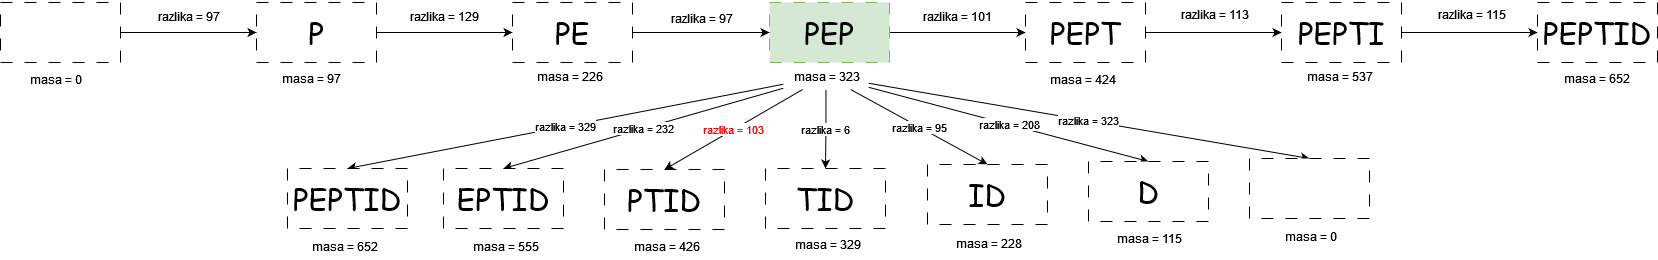 razlika = 97
razlika = 129
razlika = 97
razlika = 101
razlika = 113
razlika = 115
P
PE
PEP
PEPT
PEPTI
PEPTID
masa = 0
masa = 97
masa = 226
masa = 323
masa = 424
masa = 537
masa = 652
razlika = 329
razlika = 232
razlika = 103
razlika = 6
razlika = 95
razlika = 208
razlika = 323
PEPTID
EPTID
PTID
TID
ID
D
masa = 652
masa = 555
masa = 426
masa = 329
masa = 228
masa = 115
masa = 0